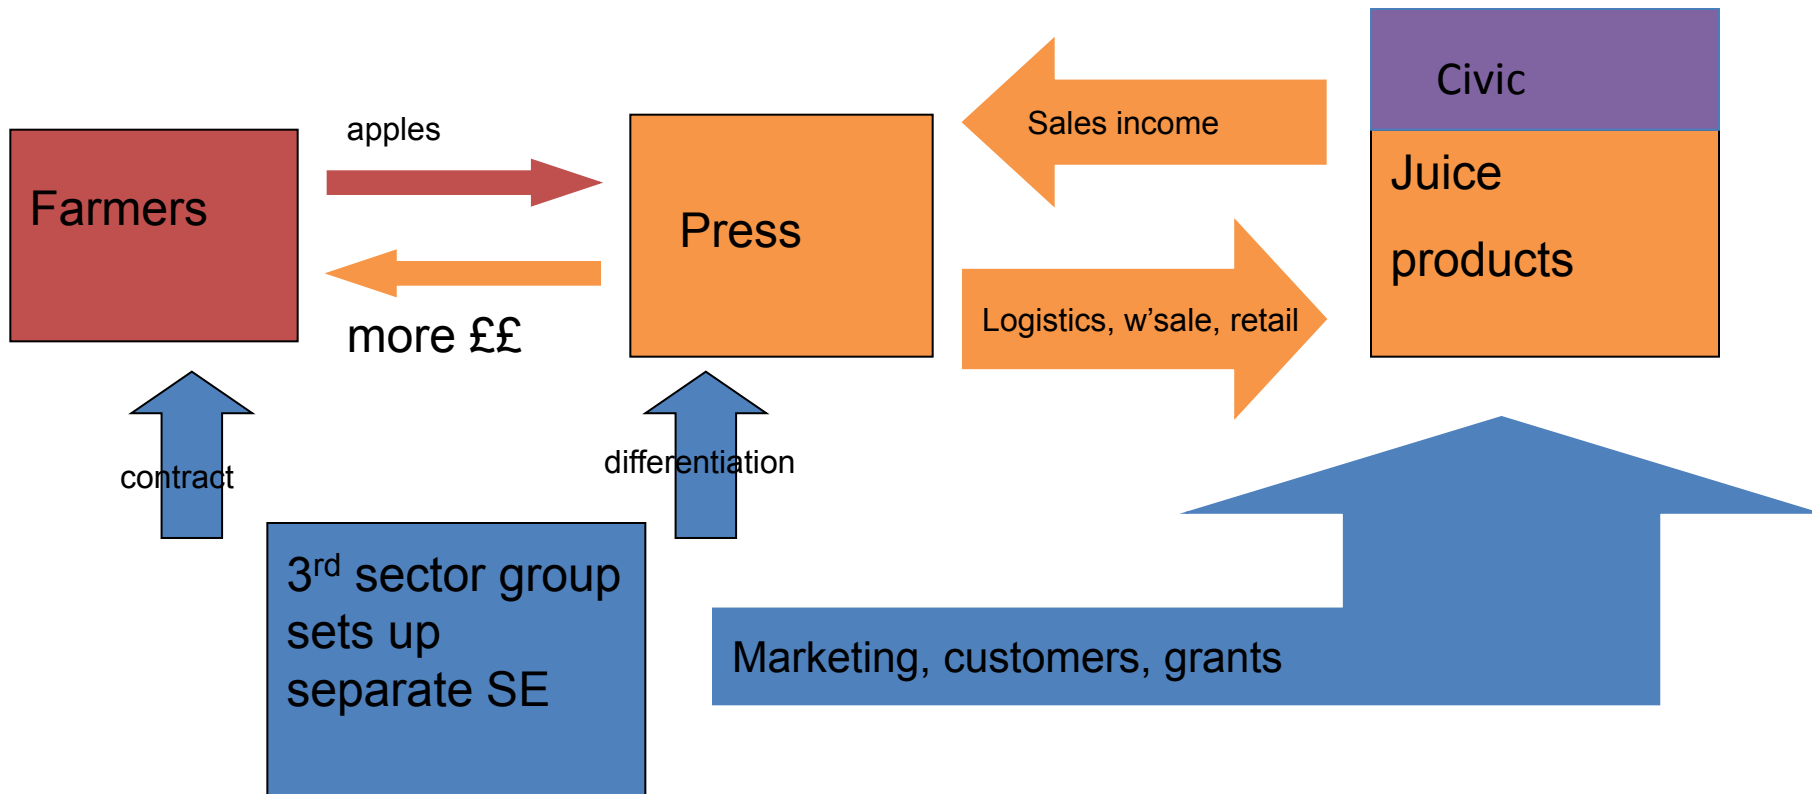 Civic
Sales income
apples
Juice
products
Farmers
Press
Logistics, w’sale, retail
more ££
contract
differentiation
3rd sector group
sets up
separate SE
Marketing, customers, grants